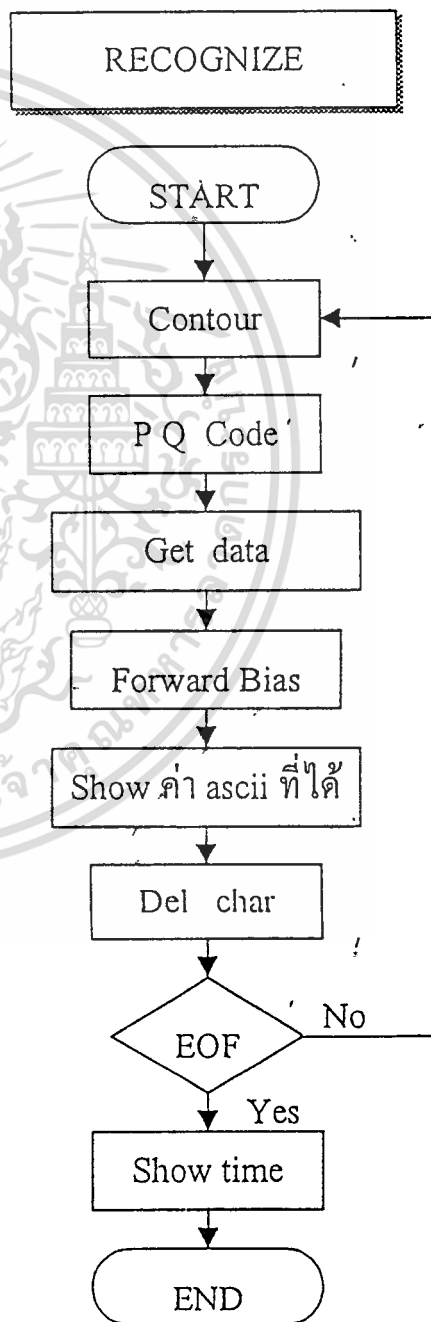 RECOGNIZE
START
Contour
P Q Code
Get data
Forward Bias
Show ค่า ascii ที่ได้
Del char
EOF
No
Yes
Show time
END